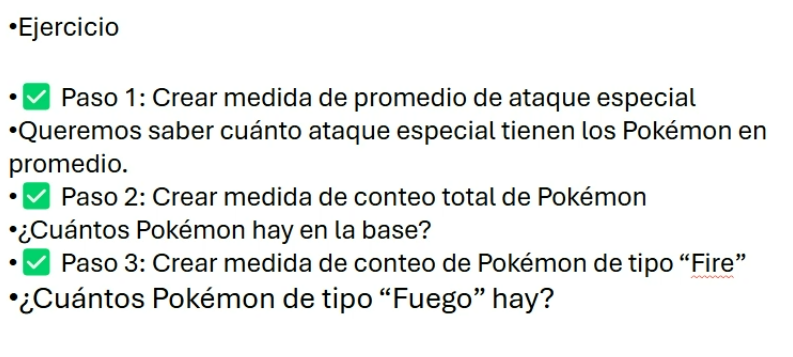 •Ejercicio
•✅ Paso 1: Crear medida de promedio de ataque especial
•Queremos saber cuánto ataque especial tienen los Pokémon en
promedio.
•✅ Paso 2: Crear medida de conteo total de Pokémon
•¿Cuántos Pokémon hay en la base?
•✅ Paso 3: Crear medida de conteo de Pokémon de tipo “Fire”
•¿Cuántos Pokémon de tipo “Fuego” hay?